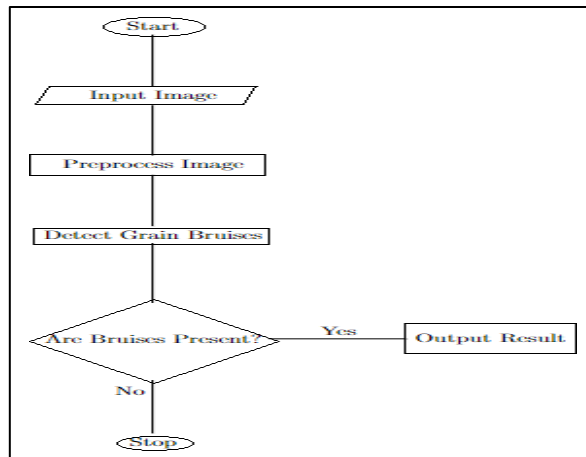 Start
Input Image
Preprocess Image
Detect Grain Bruises
Are Bruises Present?
Yes
Output Result
No
Stop